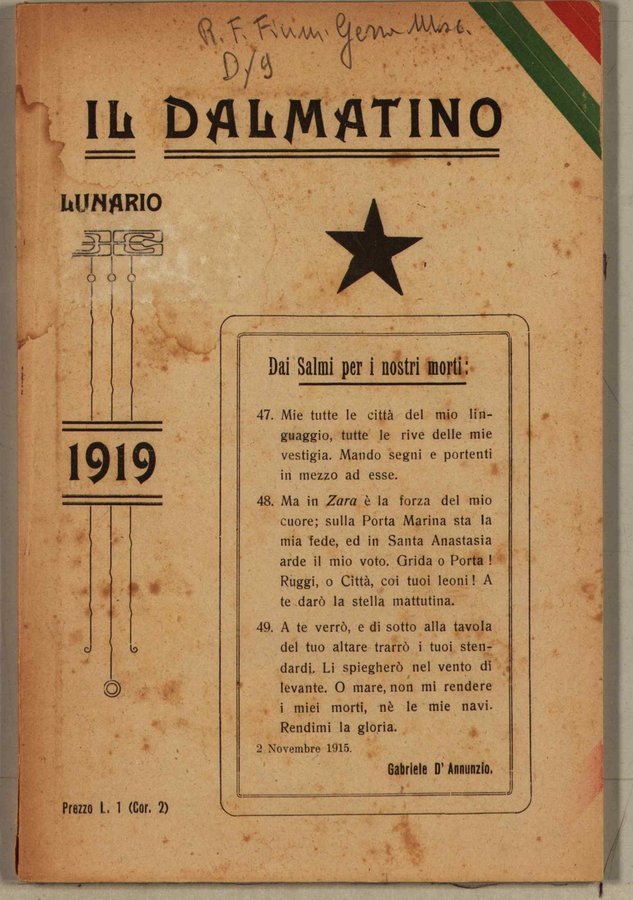 R. F.
D/9
IL DALMATINO
LUNARIO
1919
Dai Salmi per i nostri morti:
47. Mie tutte le città del mio lin-
guaggio, tutte le rive delle mie
vestigia. Mando segni e portenti
in mezzo ad esse.
48. Ma in Zara è la forza del mio
cuore; sulla Porta Marina sta la
mia fede, ed in Santa Anastasia
arde il mio voto. Grida o Porta !
Ruggi, o Città, coi tuoi leoni ! A
te darò la stella mattutina.
49. A te verrò, e di sotto alla tavola
del tuo altare trarrò i tuoi sten-
dardi. Li spiegherò nel vento di
levante. O mare, non mi rendere
i miei morti, nè le mie navi.
Rendimi la gloria.
2 Novembre 1915.
Gabriele D' Annunzio.
Prezzo L. 1 (Cor. 2)